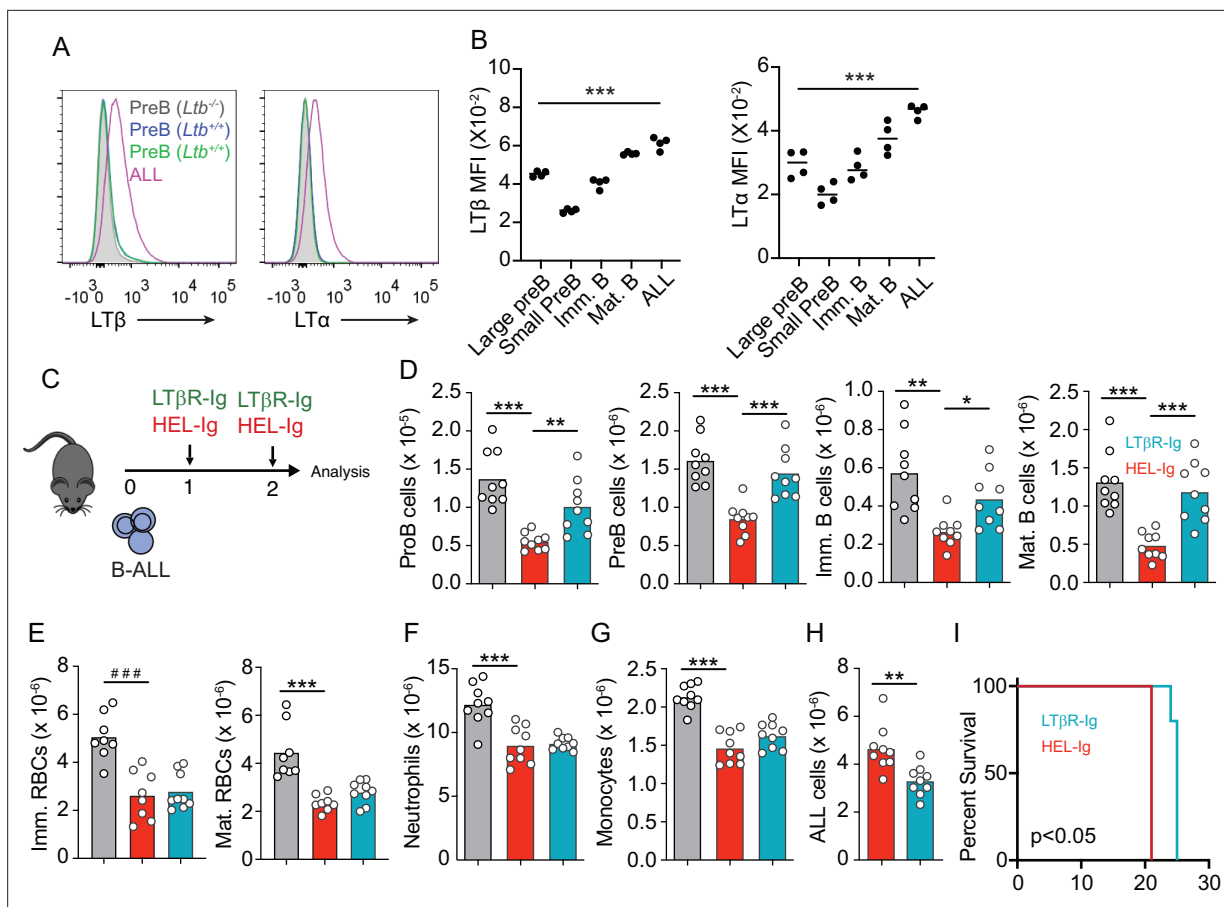 A
PreB (Ltb-/-)
PreB (Ltb+/+)
PreB (Ltb+/+)
ALL
-10³ 0 10³ 10⁴ 10⁵
LTβ
-10³ 0 10³ 10⁴ 10⁵
LTα
B
***
LTβ MFI (X10-2)
10
8
6
4
2
0
Large preB
Small PreB
Imm. B
Mat. B
ALL
***
LTα MFI (X10-2)
6
4
2
0
Large preB
Small PreB
Imm. B
Mat. B
ALL
C
LTβR-Ig LTβR-Ig
HEL-Ig HEL-Ig
0 1 2 Analysis
B-ALL
D
ProB cells (x 10-5)
2.5
2.0
1.5
1.0
0.5
0.0
*** **
PreB cells (x 10-6)
2.5
2.0
1.5
1.0
0.5
0.0
*** ***
Imm. B cells (x 10-6)
1.0
0.8
0.6
0.4
0.2
0.0
** *
Mat. B cells (x 10-6)
2.5
2.0
1.5
1.0
0.5
0.0
*** ***
LTβR-Ig
HEL-Ig
E
Imm. RBCs (x 10-6)
8
6
4
2
0
###
Mat. RBCs (x 10-6)
8
6
4
2
0
***
F
Neutrophils (x 10-6)
15
10
5
0
***
G
Monocytes (x 10-6)
2.5
2.0
1.5
1.0
0.5
0.0
***
H
ALL cells (x 10-6)
8
6
4
2
0
**
I
Percent Survival
100
50
0
LTβR-Ig
HEL-Ig
p<0.05
0 10 20 30